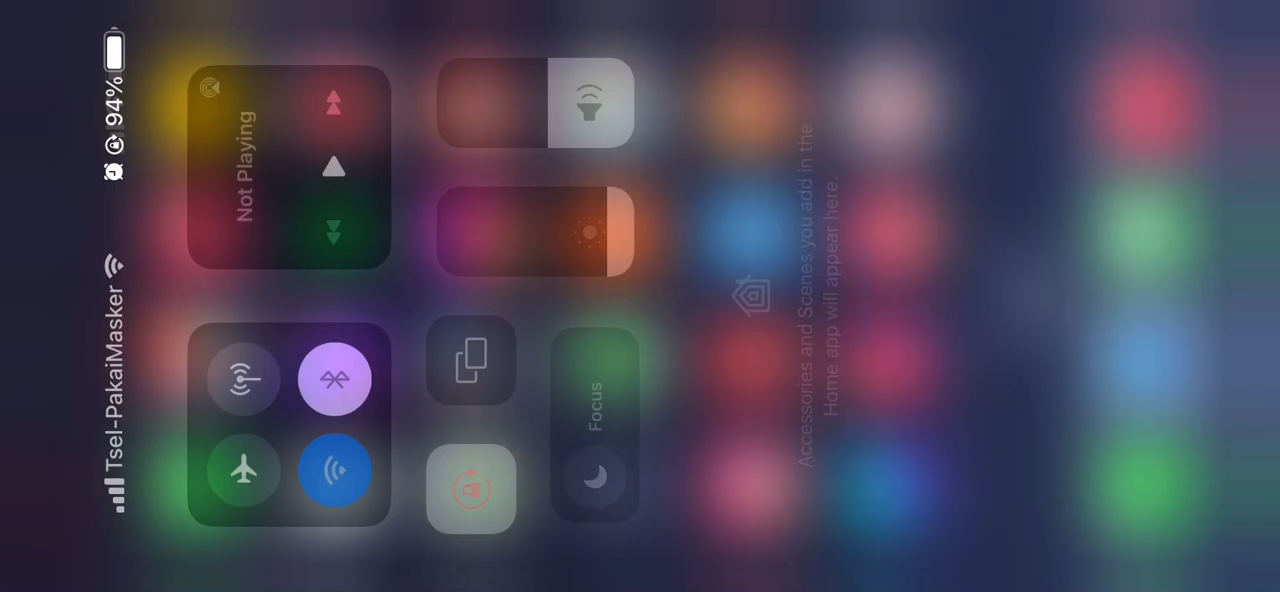 Tsel-PakaiMasker
94%
Not Playing
Focus
Accessories and Scenes you add in the
Home app will appear here.